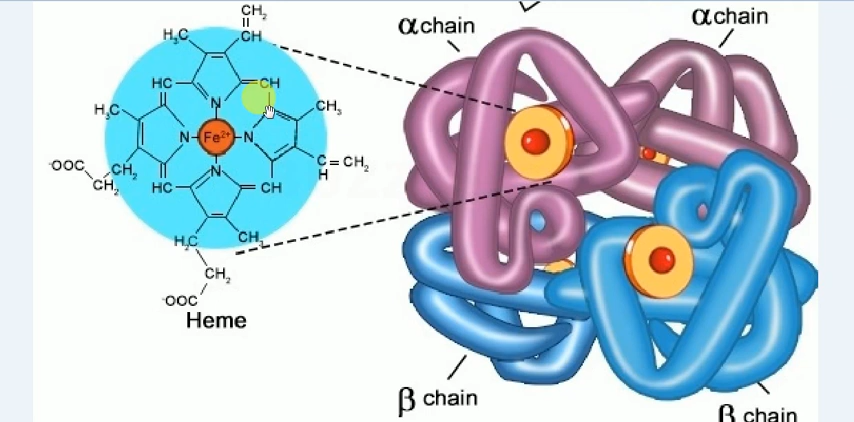 CH₂
H₃C
CH
α chain
α chain
HC
CH
N
H₃C
CH₃
N
Fe²⁺
N
⁻OOC
CH₂
CH₂
N
C=CH₂
H
HC
CH
H₂C
CH₃
CH₂
⁻OOC
Heme
β chain
β chain